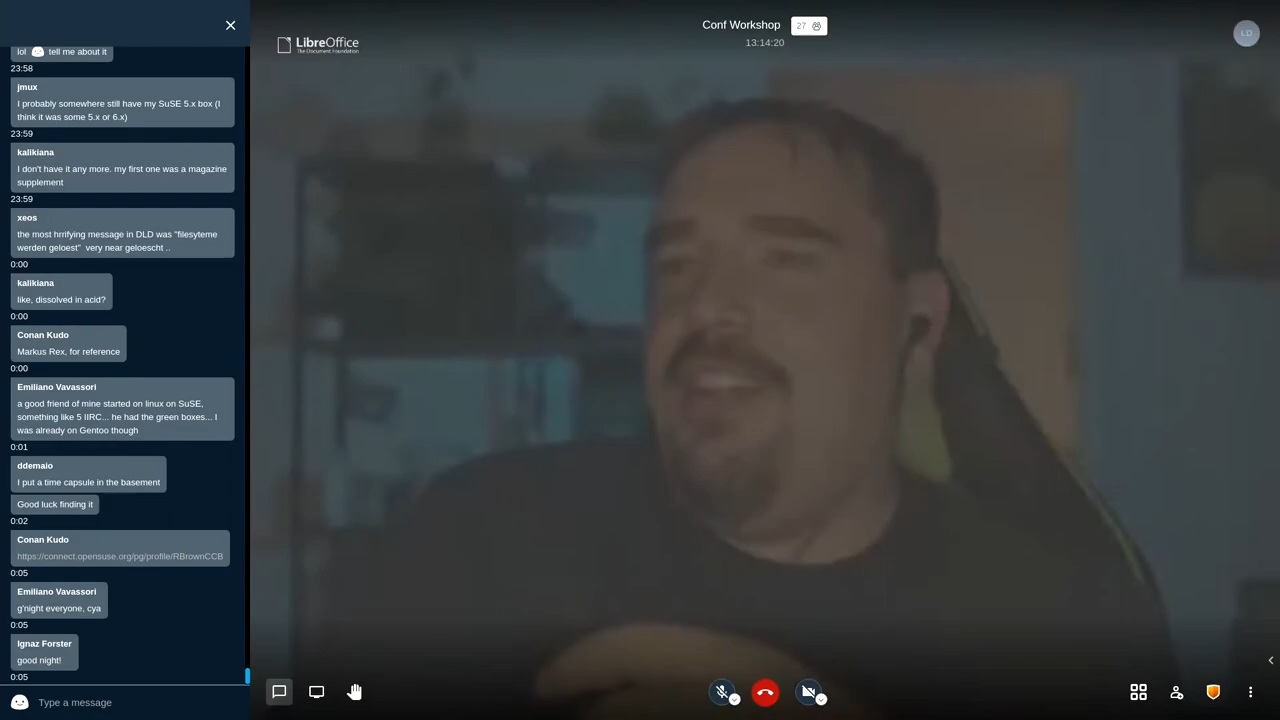 lol tell me about it
23:58
jmux
I probably somewhere still have my SuSE 5.x box (I
think it was some 5.x or 6.x)
23:59
kalikiana
I don't have it any more. my first one was a magazine
supplement
23:59
xeos
the most hrrifying message in DLD was "filesyteme
werden geloest"  very near geloescht ..
0:00
kalikiana
like, dissolved in acid?
0:00
Conan Kudo
Markus Rex, for reference
0:00
Emiliano Vavassori
a good friend of mine started on linux on SuSE,
something like 5 IIRC... he had the green boxes... I
was already on Gentoo though
0:01
ddemaio
I put a time capsule in the basement
Good luck finding it
0:02
Conan Kudo
https://connect.opensuse.org/pg/profile/RBrownCCB
0:05
Emiliano Vavassori
g'night everyone, cya
0:05
Ignaz Forster
good night!
0:05
Type a message
LibreOffice
The Document Foundation
Conf Workshop
27
13:14:20
LD